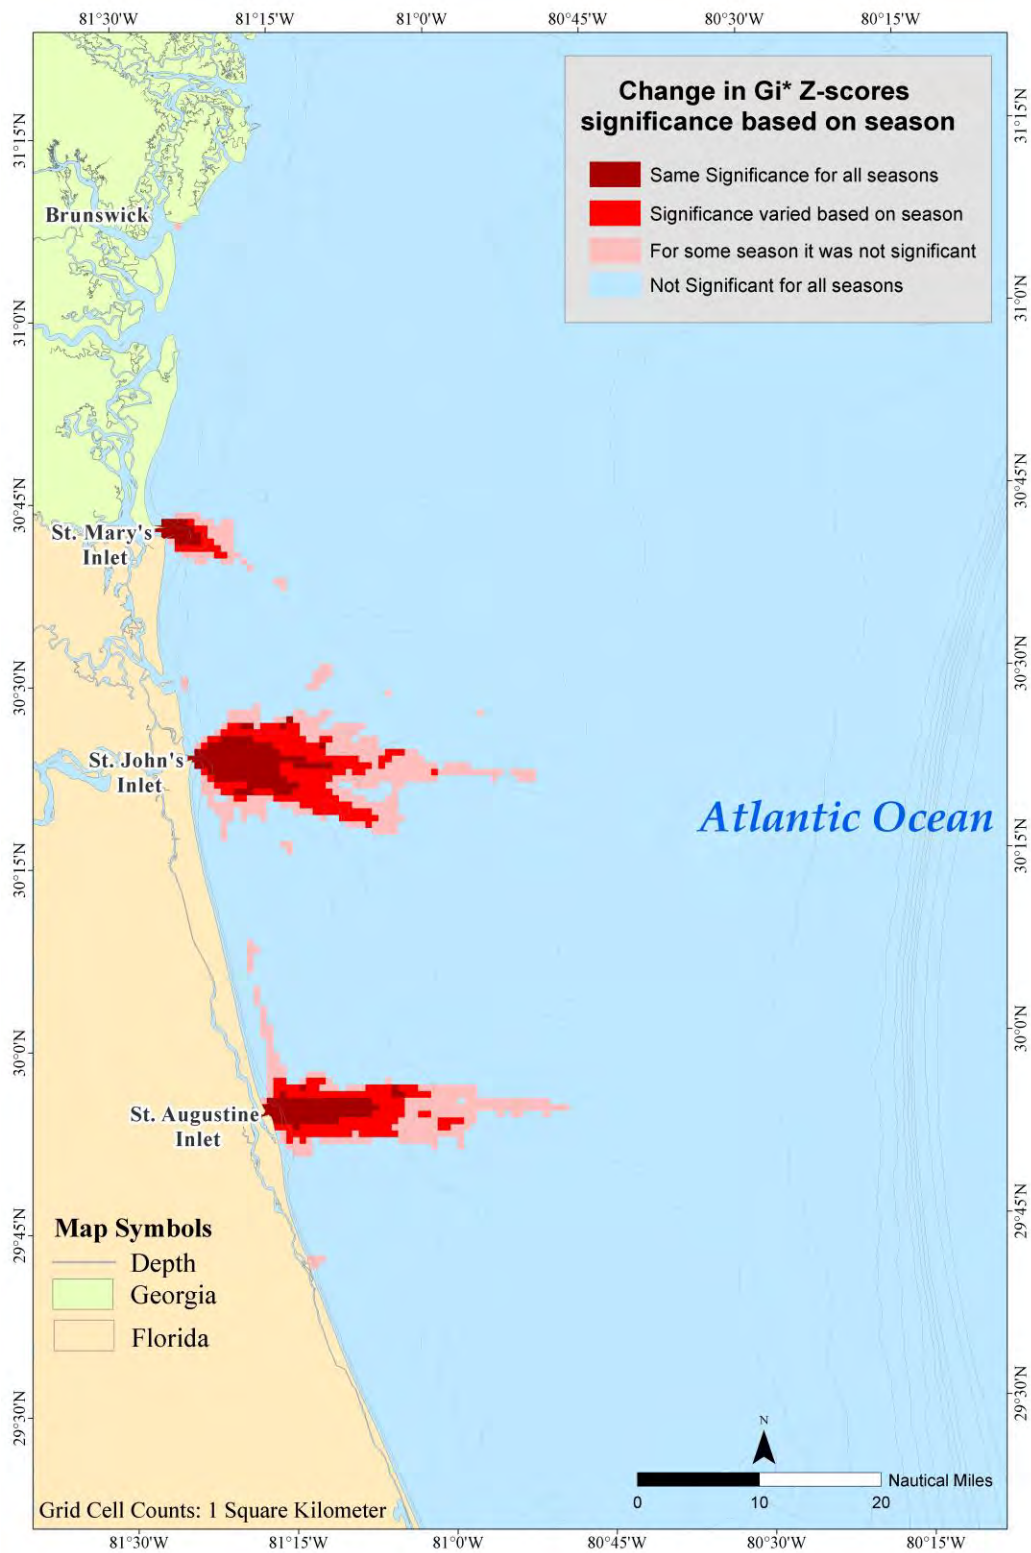 81°30'W 81°15'W 81°0'W 80°45'W 80°30'W 80°15'W
Change in Gi* Z-scores
significance based on season
Same Significance for all seasons
Significance varied based on season
For some season it was not significant
Not Significant for all seasons
31°15'N
31°15'N
Brunswick
31°0'N
31°0'N
30°45'N
30°45'N
St. Mary's
Inlet
30°30'N
30°30'N
St. John's
Inlet
Atlantic Ocean
30°15'N
30°15'N
30°0'N
30°0'N
St. Augustine
Inlet
29°45'N
29°45'N
Map Symbols
Depth
Georgia
Florida
29°30'N
29°30'N
N
Nautical Miles
0 10 20
Grid Cell Counts: 1 Square Kilometer
81°30'W 81°15'W 81°0'W 80°45'W 80°30'W 80°15'W